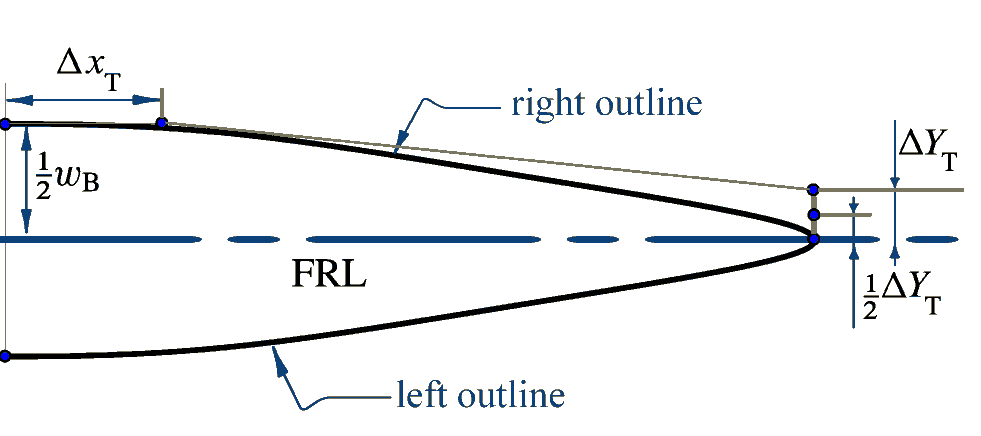 Δx_T
right outline
ΔY_T
½w_B
FRL
½ΔY_T
left outline